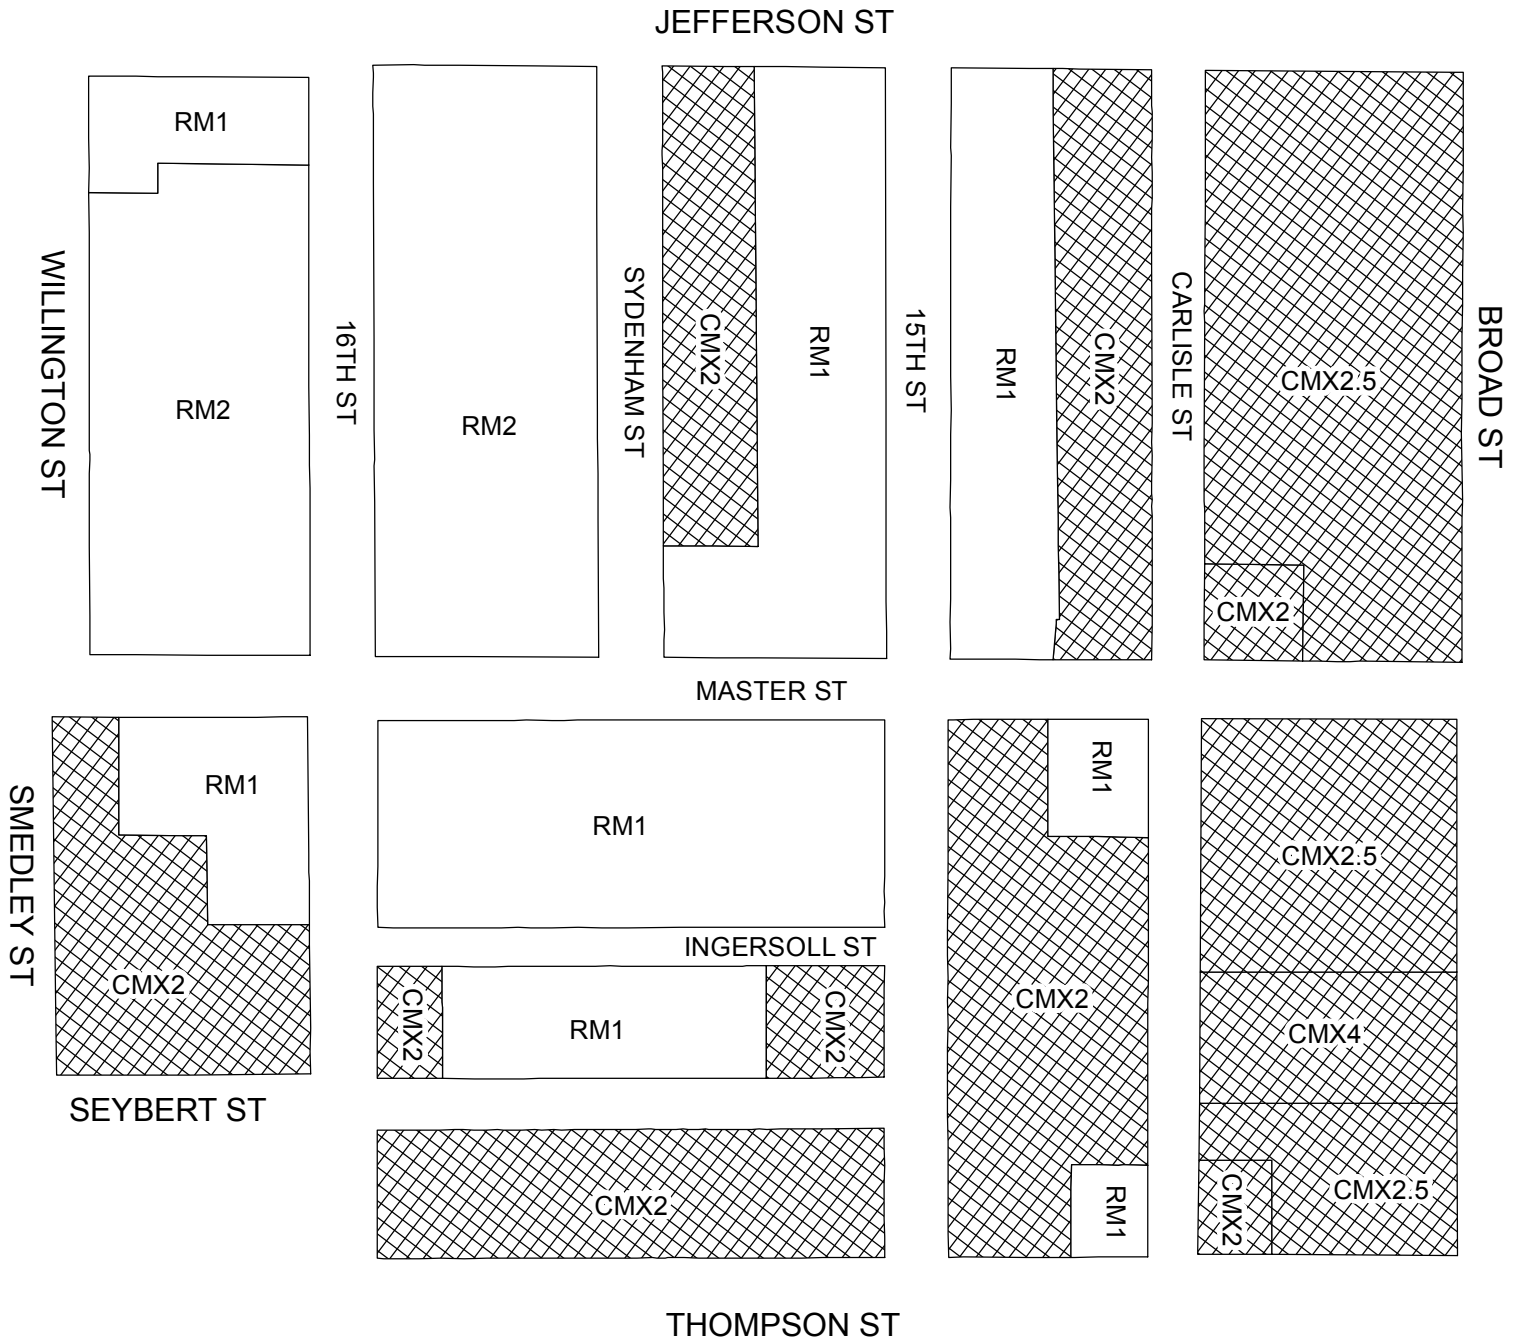 JEFFERSON ST
RM1
WILLINGTON ST
RM2
16TH ST
RM2
SYDENHAM ST
CMX2
RM1
15TH ST
RM1
CMX2
CARLISLE ST
CMX2.5
BROAD ST
CMX2
MASTER ST
SMEDLEY ST
RM1
CMX2
SEYBERT ST
RM1
INGERSOLL ST
CMX2
RM1
CMX2
CMX2
RM1
CMX2
RM1
CMX2.5
CMX4
CMX2
CMX2.5
THOMPSON ST